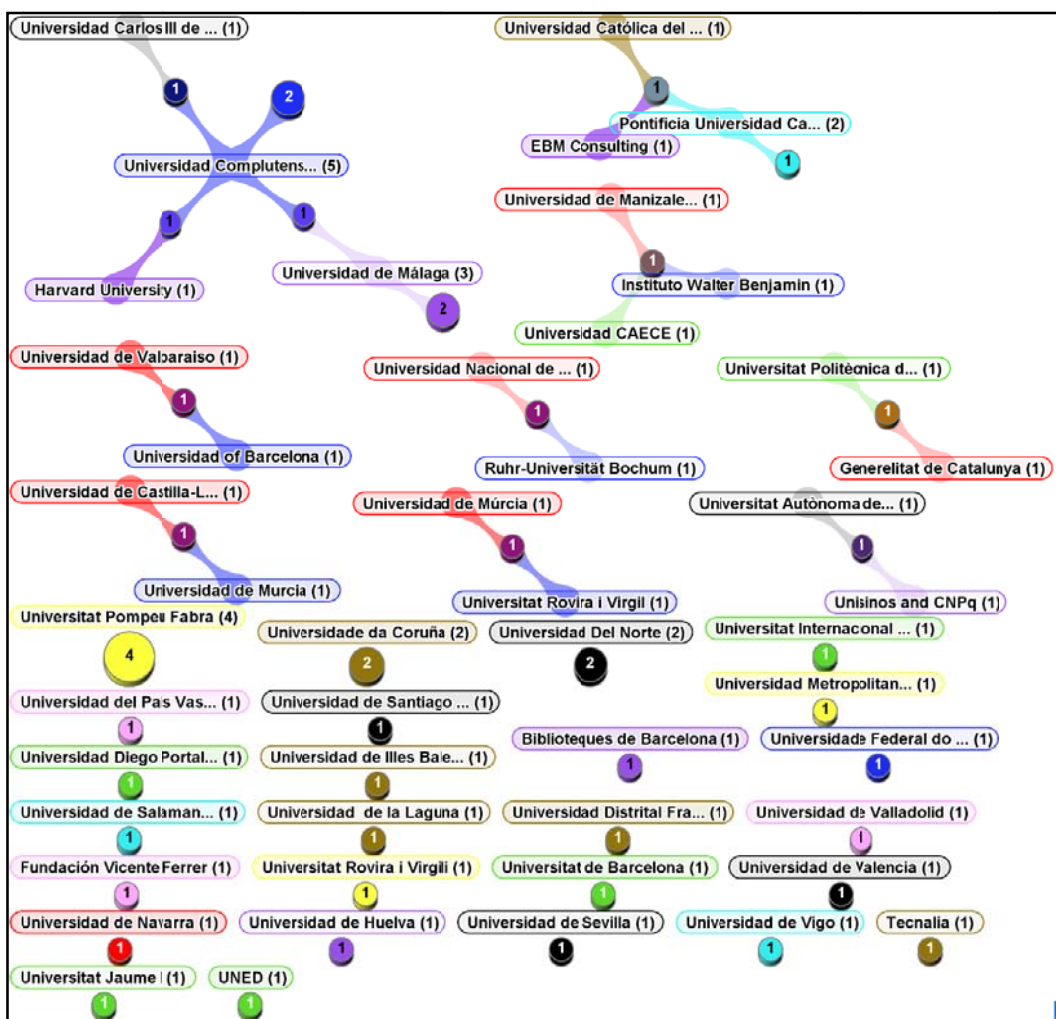 Universidad Carlos III de ... (1)
Universidad Católica del ... (1)
1
2
1
Pontificia Universidad Ca... (2)
EBM Consulting (1)
1
Universidad Complutens... (5)
Universidad de Manizale... (1)
1
1
1
Universidad de Málaga (3)
Instituto Walter Benjamin (1)
Harvard University (1)
2
Universidad CAECE (1)
Universidad de Valbaraiso (1)
Universidad Nacional de ... (1)
Universitat Politècnica d... (1)
1
1
1
Universidad of Barcelona (1)
Ruhr-Universität Bochum (1)
Generelitat de Catalunya (1)
Universidad de Castilla-L... (1)
Universidad de Múrcia (1)
Universitat Autònoma de... (1)
1
1
1
Universidad de Murcia (1)
Universitat Rovira i Virgil (1)
Unisinos and CNPq (1)
Universitat Pompeu Fabra (4)
Universidade da Coruña (2)
Universidad Del Norte (2)
Universitat Internacional ... (1)
4
2
2
1
Universidad del País Vas... (1)
Universidad de Santiago ... (1)
Universidad Metropolitan... (1)
1
1
1
Universidad Diego Portal... (1)
Universidad de Illes Bale... (1)
Biblioteques de Barcelona (1)
Universidade Federal do ... (1)
1
1
1
1
Universidad de Salaman... (1)
Universidad de la Laguna (1)
Universidad Distrital Fra... (1)
Universidad de Valladolid (1)
1
1
1
1
Fundación Vicente Ferrer (1)
Universitat Rovira i Virgili (1)
Universitat de Barcelona (1)
Universidad de Valencia (1)
1
1
1
1
Universidad de Navarra (1)
Universidad de Huelva (1)
Universidad de Sevilla (1)
Universidad de Vigo (1)
Tecnalia (1)
1
1
1
1
1
Universitat Jaume I (1)
UNED (1)
1
1